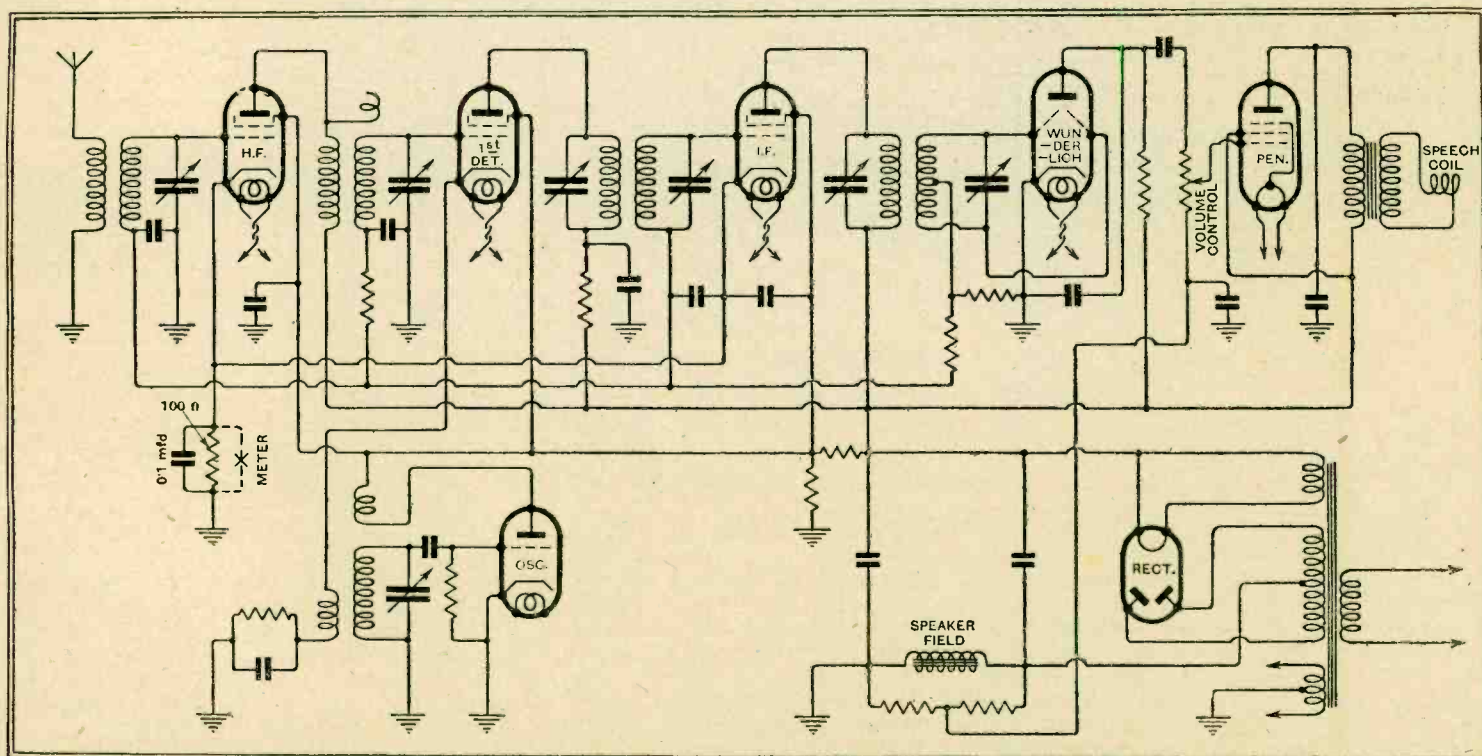 H.F.
1st
DET.
I.F.
WUN
-DER-
-LICH
VOLUME
CONTROL
PEN.
SPEECH
COIL
100 Ω
0·1 mfd
METER
OSC.
SPEAKER
FIELD
RECT.